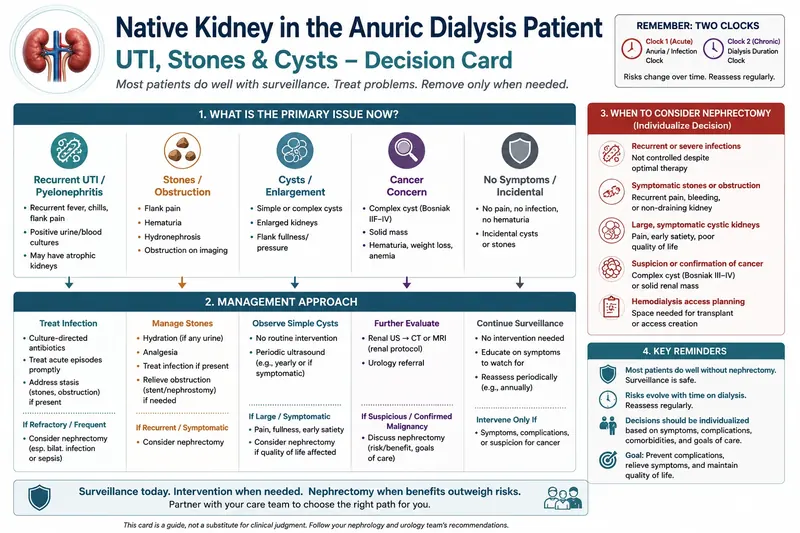 Native Kidney in the Anuric Dialysis Patient
UTI, Stones & Cysts – Decision Card
Most patients do well with surveillance. Treat problems. Remove only when needed.
REMEMBER: TWO CLOCKS
Clock 1 (Acute)
Anuria / Infection
Clock
Clock 2 (Chronic)
Dialysis Duration
Clock
Risks change over time. Reassess regularly.
1. WHAT IS THE PRIMARY ISSUE NOW?
Recurrent UTI /
Pyelonephritis
• Recurrent fever, chills,
flank pain
• Positive urine/blood
cultures
• May have atrophic
kidneys
Stones /
Obstruction
• Flank pain
• Hematuria
• Hydronephrosis
• Obstruction on imaging
Cysts /
Enlargement
• Simple or complex cysts
• Enlarged kidneys
• Flank fullness/
pressure
Cancer
Concern
• Complex cyst (Bosniak
IIF–IV)
• Solid mass
• Hematuria, weight loss,
anemia
No Symptoms /
Incidental
• No pain, no infection,
no hematuria
• Incidental cysts
or stones
2. MANAGEMENT APPROACH
Treat Infection
• Culture-directed
antibiotics
• Treat acute episodes
promptly
• Address stasis
(stones, obstruction)
if present
If Refractory / Frequent
• Consider nephrectomy
(esp. bilat. infection
or sepsis)
Manage Stones
• Hydration (if any urine)
• Analgesia
• Treat infection if present
• Relieve obstruction
(stent/nephrostomy)
if needed
If Recurrent / Symptomatic
• Consider nephrectomy
Observe Simple Cysts
• No routine intervention
• Periodic ultrasound
(e.g., yearly or if
symptomatic)
If Large / Symptomatic
• Pain, fullness, early satiety
• Consider nephrectomy
if quality of life affected
Further Evaluate
• Renal US → CT or MRI
(renal protocol)
• Urology referral
If Suspicious / Confirmed
Malignancy
• Discuss nephrectomy
(risk/benefit, goals
of care)
Continue Surveillance
• No intervention needed
• Educate on symptoms
to watch for
• Reassess periodically
(e.g., annually)
Intervene Only If
• Symptoms, complications,
or suspicion for cancer
3. WHEN TO CONSIDER NEPHRECTOMY
(Individualize Decision)
Recurrent or severe infections
Not controlled despite
optimal therapy
Symptomatic stones or obstruction
Recurrent pain, bleeding,
or non-draining kidney
Large, symptomatic cystic kidneys
Pain, early satiety, poor
quality of life
Suspicion or confirmation of cancer
Complex cyst (Bosniak III–IV)
or solid renal mass
Hemodialysis access planning
Space needed for transplant
or access creation
4. KEY REMINDERS
Most patients do well without nephrectomy.
Surveillance is safe.
Risks evolve with time on dialysis.
Reassess regularly.
Decisions should be individualized
based on symptoms, complications,
comorbidities, and goals of care.
Goal: Prevent complications,
relieve symptoms, and maintain
quality of life.
Surveillance today. Intervention when needed. Nephrectomy when benefits outweigh risks.
Partner with your care team to choose the right path for you.
This card is a guide, not a substitute for clinical judgment. Follow your nephrology and urology team's recommendations.